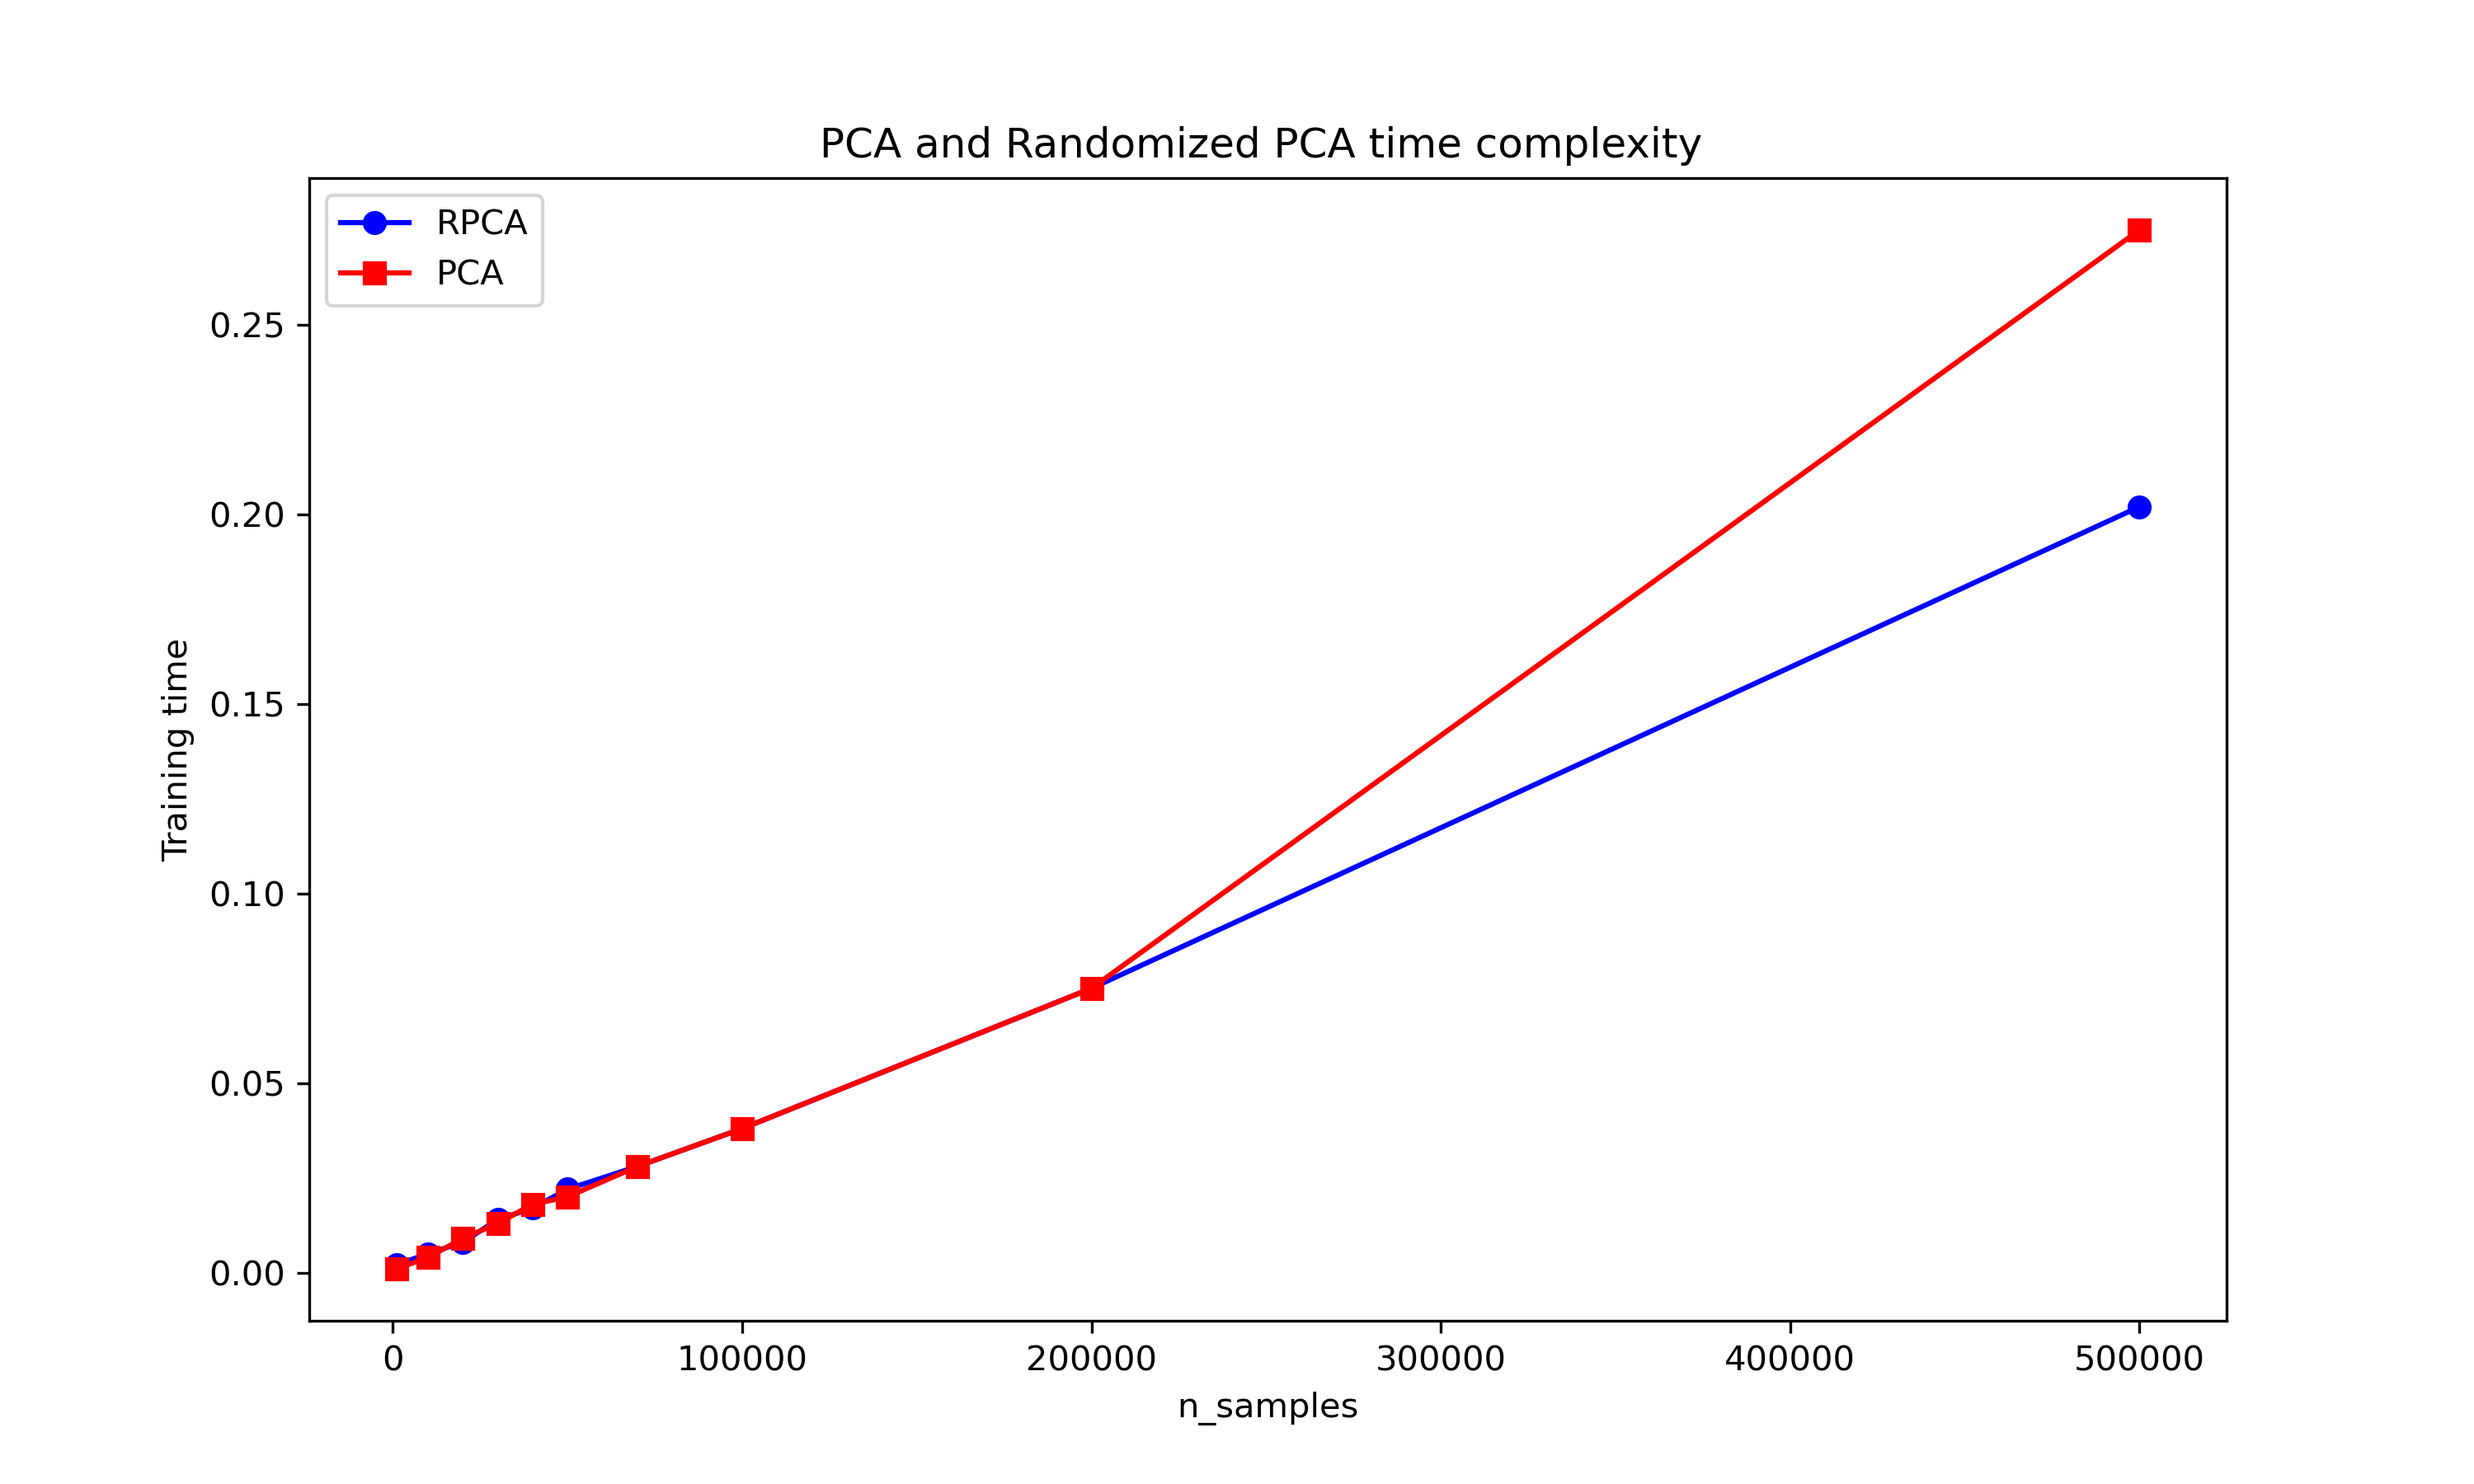 PCA and Randomized PCA time complexity
RPCA
PCA
0.25
0.20
0.15
0.10
0.05
0.00
Training time
0 100000 200000 300000 400000 500000
n_samples